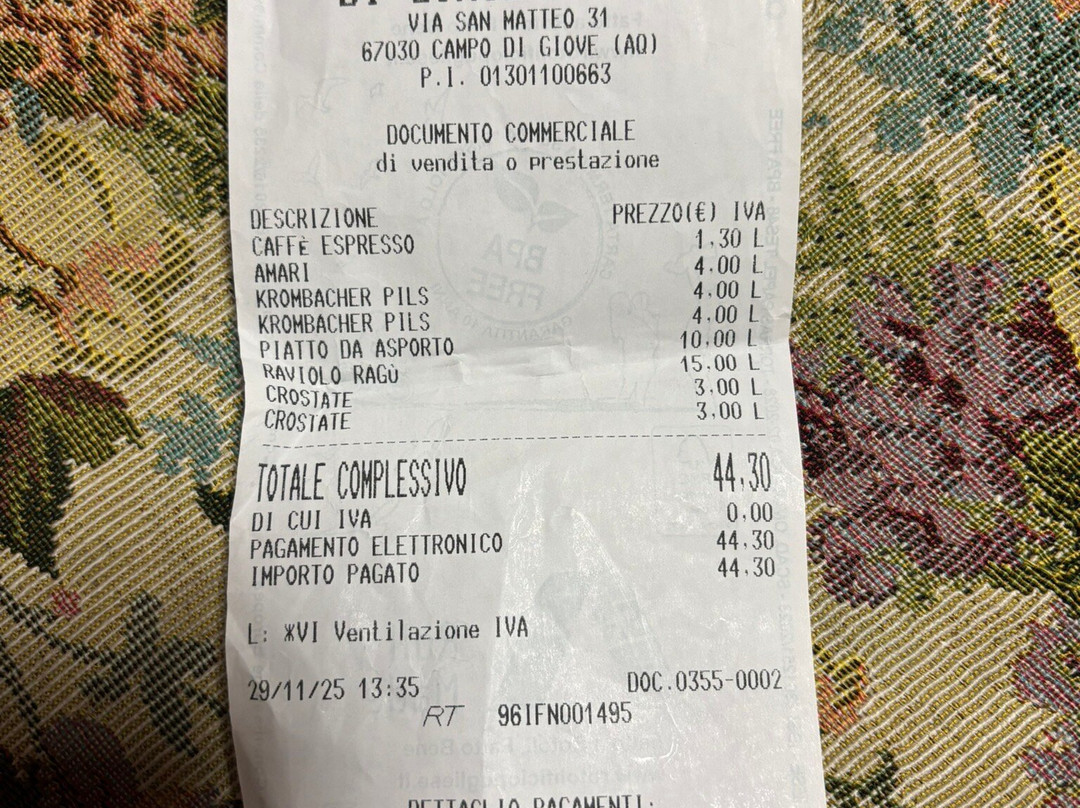 VIA SAN MATTEO 31
67030 CAMPO DI GIOVE (AQ)
P.I. 01301100663
DOCUMENTO COMMERCIALE
di vendita o prestazione
DESCRIZIONE PREZZO(€) IVA
CAFFÈ ESPRESSO 1,30 L
AMARI 4,00 L
KROMBACHER PILS 4,00 L
KROMBACHER PILS 4,00 L
PIATTO DA ASPORTO 10,00 L
RAVIOLO RAGÙ 15,00 L
CROSTATE 3,00 L
CROSTATE 3,00 L
TOTALE COMPLESSIVO 44,30
DI CUI IVA 0,00
PAGAMENTO ELETTRONICO 44,30
IMPORTO PAGATO 44,30
L: *VI Ventilazione IVA
29/11/25 13:35 DOC.0355-0002
RT 96IFN001495
DETTAGLIO PAGAMENTI:
BPA
FREE